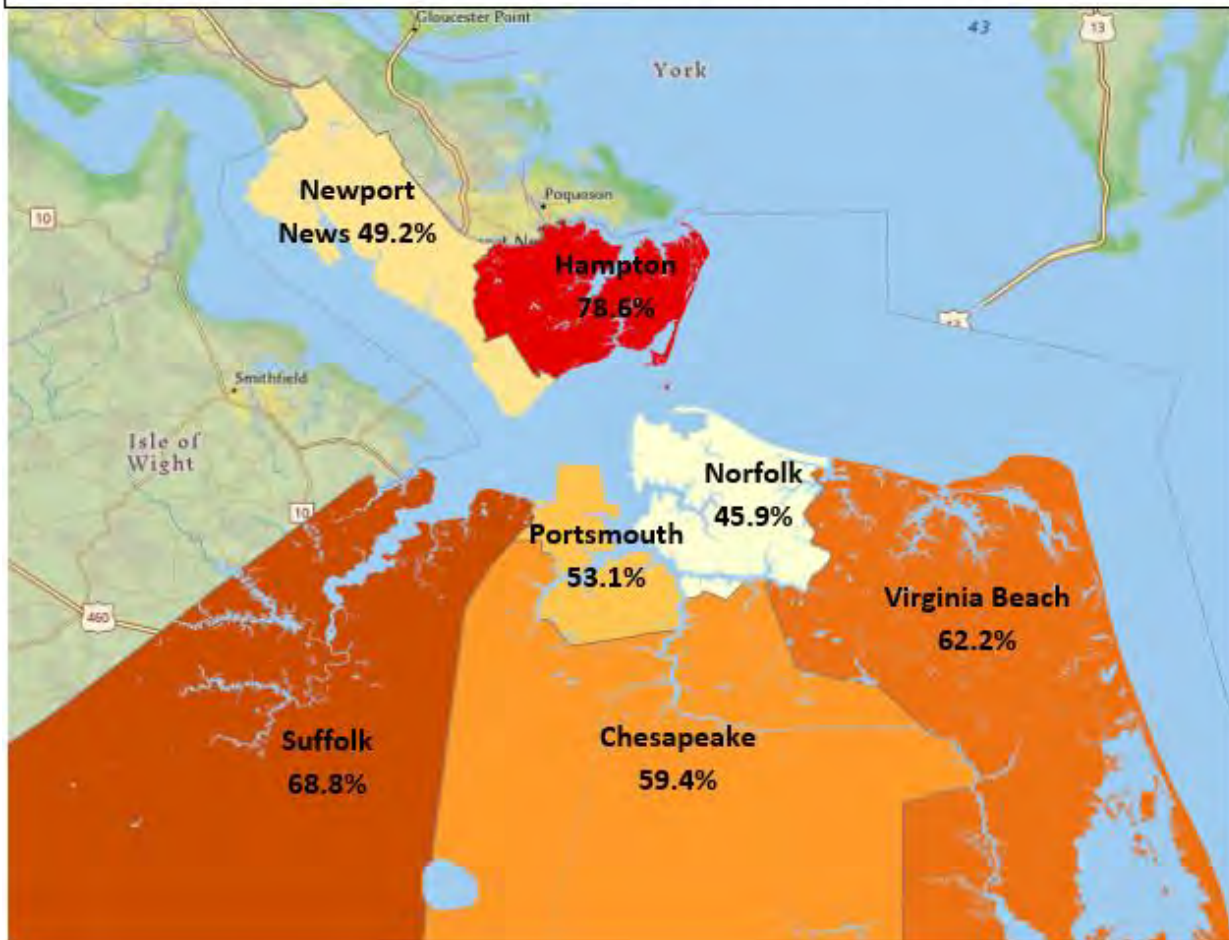 Gloucester Point
43
13
York
Newport
News 49.2%
Poquoson
10
Hampton
78.6%
Smithfield
Isle of
Wight
Norfolk
45.9%
10
Portsmouth
53.1%
Virginia Beach
62.2%
460
Suffolk
68.8%
Chesapeake
59.4%